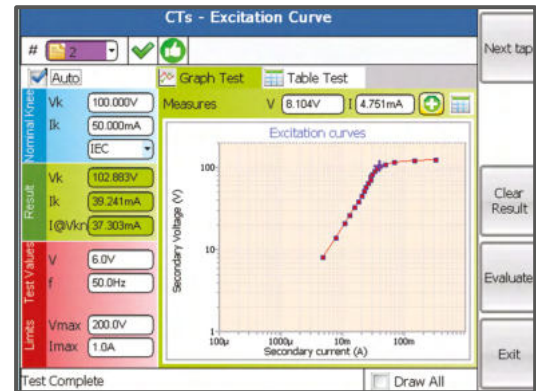 CTs - Excitation Curve
# 2
Next tap
Auto
Graph Test
Table Test
Nominal Knee
Vk 100.000V
Ik 50.000mA
IEC
Measures V 8.104V I 4.751mA
Excitation curves
Result
Vk 102.883V
Ik 39.241mA
I@Vkn 37.303mA
Test Values
V 6.0V
f 50.0Hz
Limits
Vmax 200.0V
Imax 1.0A
Secondary Voltage (V)
100
10
1
100µ 1000µ 10m 100m
Secondary current (A)
Clear
Result
Evaluate
Exit
Test Complete
Draw All